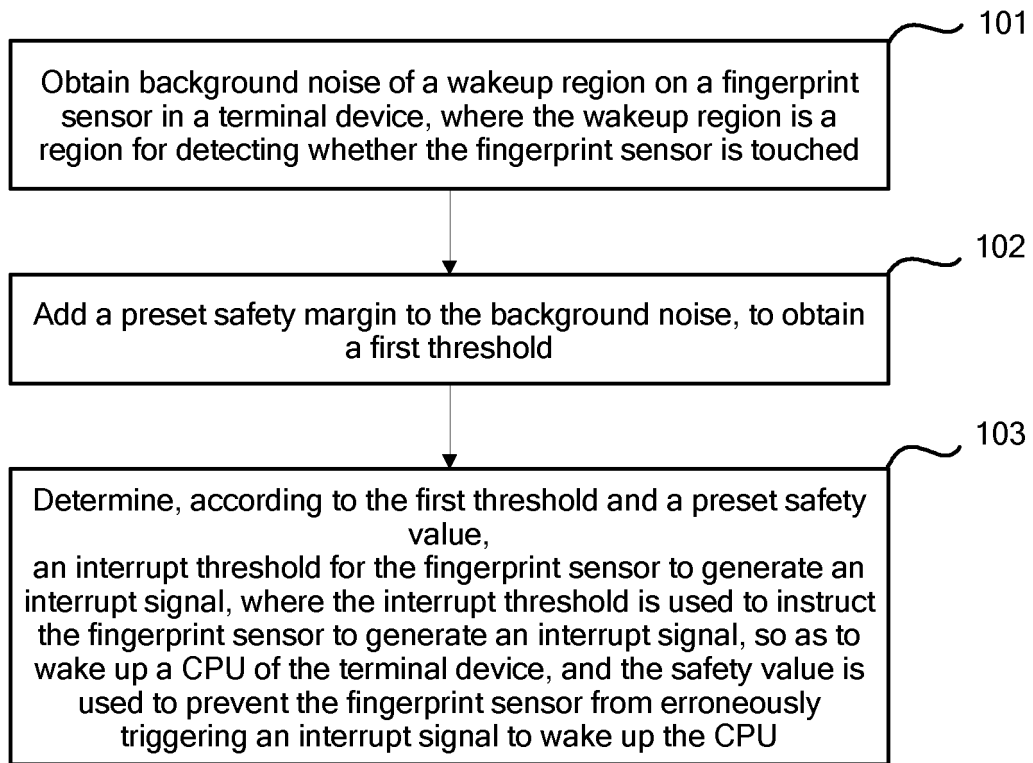 101
Obtain background noise of a wakeup region on a fingerprint
sensor in a terminal device, where the wakeup region is a
region for detecting whether the fingerprint sensor is touched
102
Add a preset safety margin to the background noise, to obtain
a first threshold
103
Determine, according to the first threshold and a preset safety
value,
an interrupt threshold for the fingerprint sensor to generate an
interrupt signal, where the interrupt threshold is used to instruct
the fingerprint sensor to generate an interrupt signal, so as to
wake up a CPU of the terminal device, and the safety value is
used to prevent the fingerprint sensor from erroneously
triggering an interrupt signal to wake up the CPU